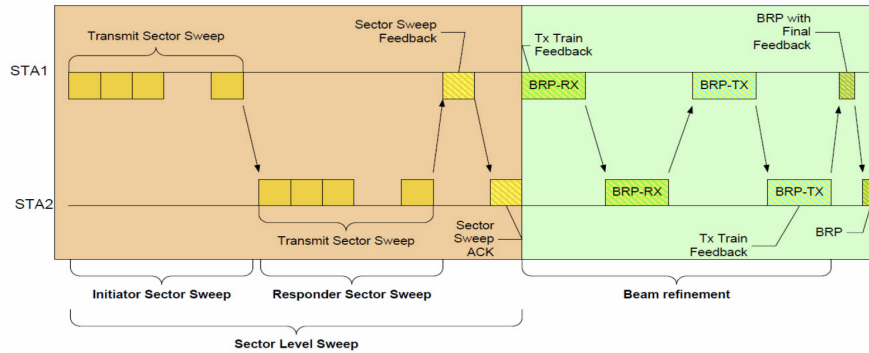 Transmit Sector Sweep
Sector Sweep
Feedback
Tx Train
Feedback
BRP with
Final
Feedback
STA1
BRP-RX
BRP-TX
STA2
BRP-RX
BRP-TX
Transmit Sector Sweep
Sector
Sweep
ACK
Tx Train
Feedback
BRP
Initiator Sector Sweep
Responder Sector Sweep
Beam refinement
Sector Level Sweep